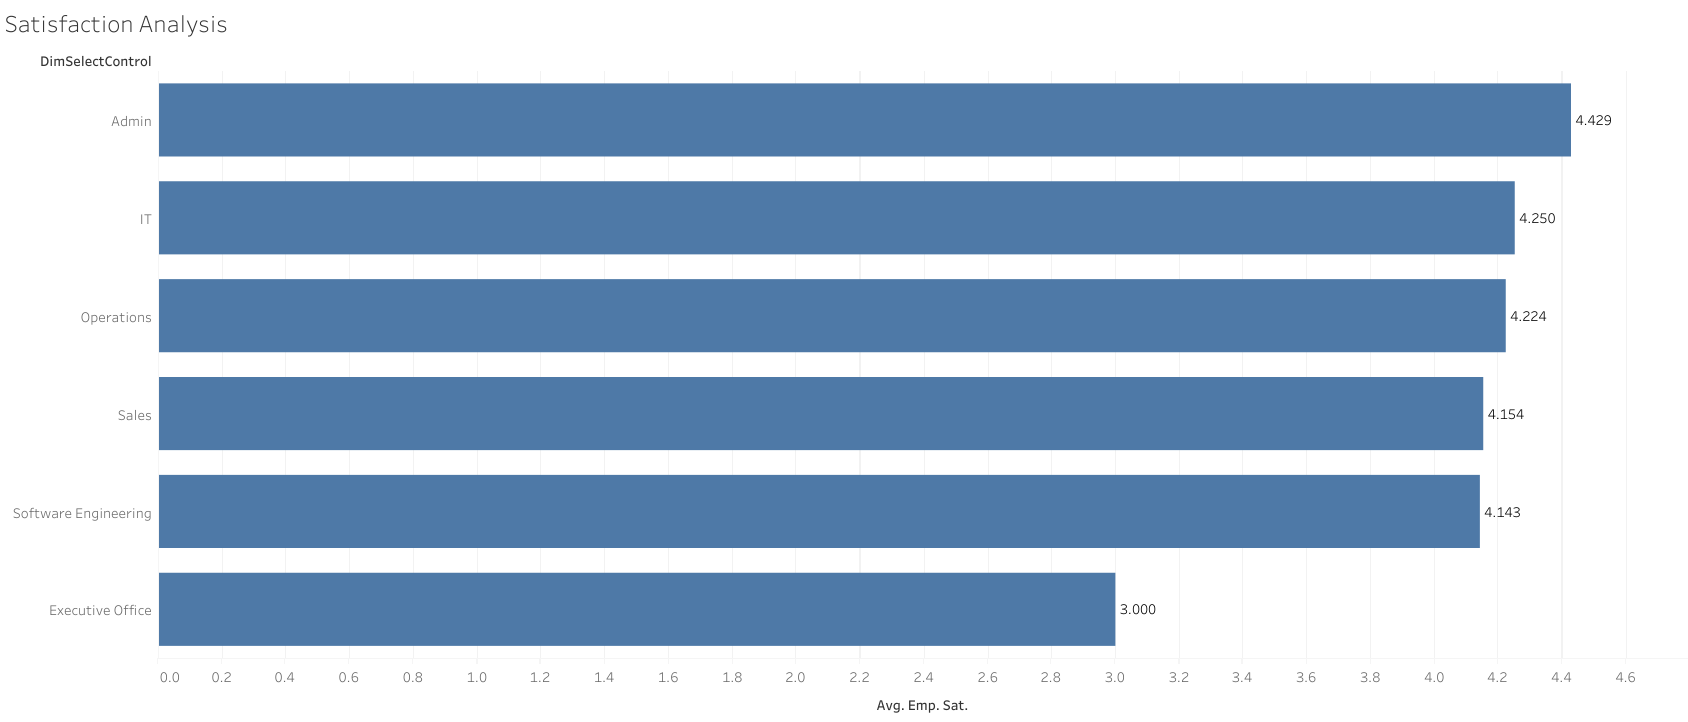 Satisfaction Analysis
DimSelectControl
Admin 4.429
IT 4.250
Operations 4.224
Sales 4.154
Software Engineering 4.143
Executive Office 3.000
0.0 0.2 0.4 0.6 0.8 1.0 1.2 1.4 1.6 1.8 2.0 2.2 2.4 2.6 2.8 3.0 3.2 3.4 3.6 3.8 4.0 4.2 4.4 4.6
Avg. Emp. Sat.